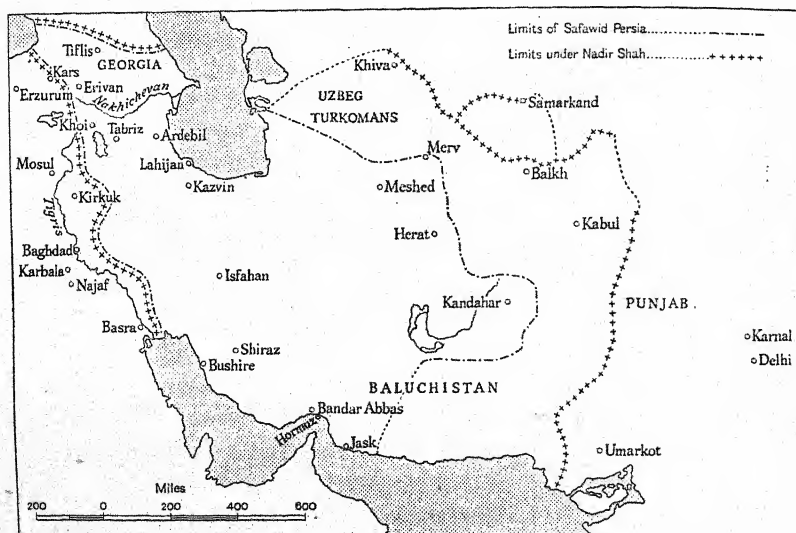 Limits of Safawid Persia
Limits under Nadir Shah
Tiflis
GEORGIA
Kars
Erivan
Erzurum
Nakhichevan
Khoi
Tabriz
Ardebil
Khiva
UZBEG
TURKOMANS
Samarkand
Lahijan
Merv
Mosul
Kazvin
Meshed
Balkh
Kirkuk
Tigris
Kabul
Herat
Baghdad
Karbala
Najaf
Isfahan
Kandahar
PUNJAB.
Basra
Shiraz
Karnal
Bushire
Delhi
BALUCHISTAN
Bandar Abbas
Hormuz
Jask
Umarkot
Miles
200 0 200 400 600